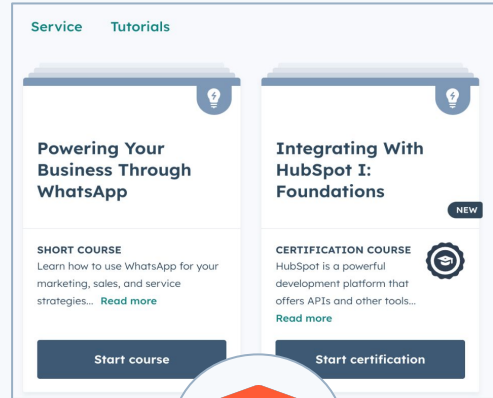 Service Tutorials
Powering Your
Business Through
WhatsApp
SHORT COURSE
Learn how to use WhatsApp for your
marketing, sales, and service
strategies... Read more
Start course
Integrating With
HubSpot I:
Foundations
NEW
CERTIFICATION COURSE
HubSpot is a powerful
development platform that
offers APIs and other tools...
Read more
Start certification